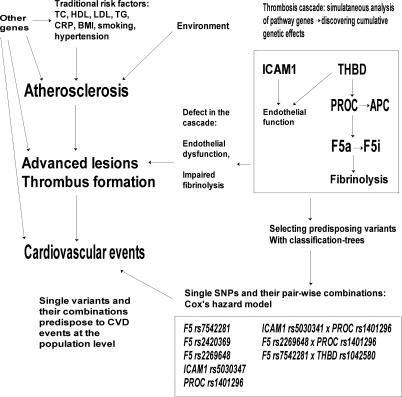 Other
genes
Traditional risk factors:
TC, HDL, LDL, TG,
CRP, BMI, smoking,
hypertension
Environment
Thrombosis cascade: simulataneous analysis
of pathway genes → discovering cumulative
genetic effects
Atherosclerosis
ICAM1
THBD
Endothelial
function
PROC → APC
F5a → F5i
Fibrinolysis
Defect in the
cascade:
Endothelial
dysfunction,
Impaired
fibrinolysis
Advanced lesions
Thrombus formation
Selecting predisposing variants
With classification-trees
Cardiovascular events
Single SNPs and their pair-wise combinations:
Cox's hazard model
Single variants and
their combinations
predispose to CVD
events at the
population level
F5 rs7542281
F5 rs2420369
F5 rs2269648
ICAM1 rs5030347
PROC rs1401296
ICAM1 rs5030341 x PROC rs1401296
F5 rs2269648 x PROC rs1401296
F5 rs7542281 x THBD rs1042580